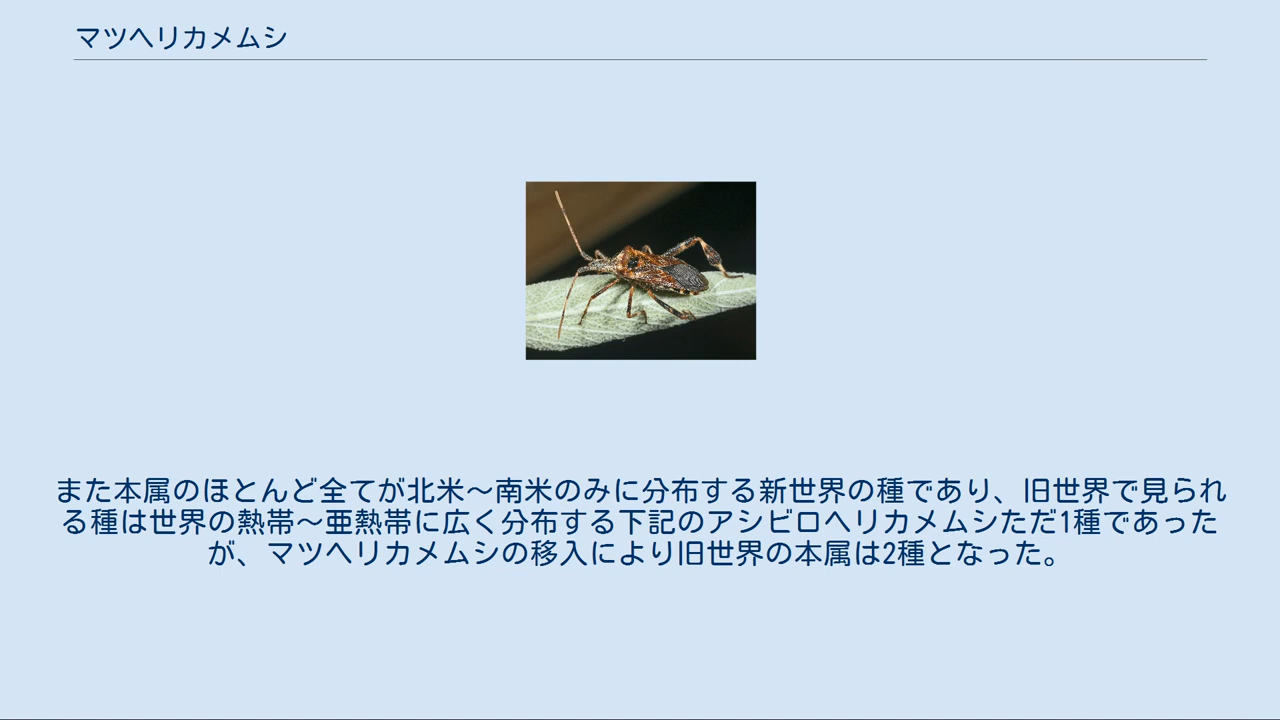 マツヘリカメムシ
また本属のほとんど全てが北米～南米のみに分布する新世界の種であり、旧世界で見られ
る種は世界の熱帯～亜熱帯に広く分布する下記のアシビロヘリカメムシただ1種であった
が、マツヘリカメムシの移入により旧世界の本属は2種となった。